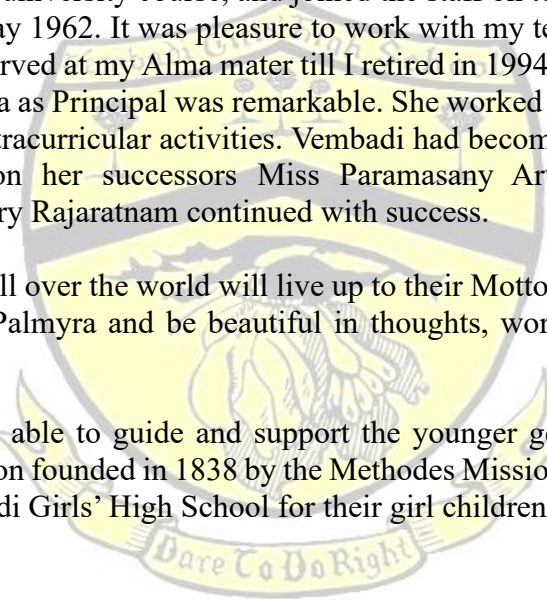 university course, and joined the staff on
ay 1962. It was pleasure to work with my te
rved at my Alma mater till I retired in 1994
a as Principal was remarkable. She worked
tracurricular activities. Vembadi had becom
on her successors Miss Paramasany Ar
ry Rajaratnam continued with success.
ll over the world will live up to their Motto
Palmyra and be beautiful in thoughts, wor
able to guide and support the younger ge
on founded in 1838 by the Methodes Missio
di Girls’ High School for their girl children
Dare To Do Right